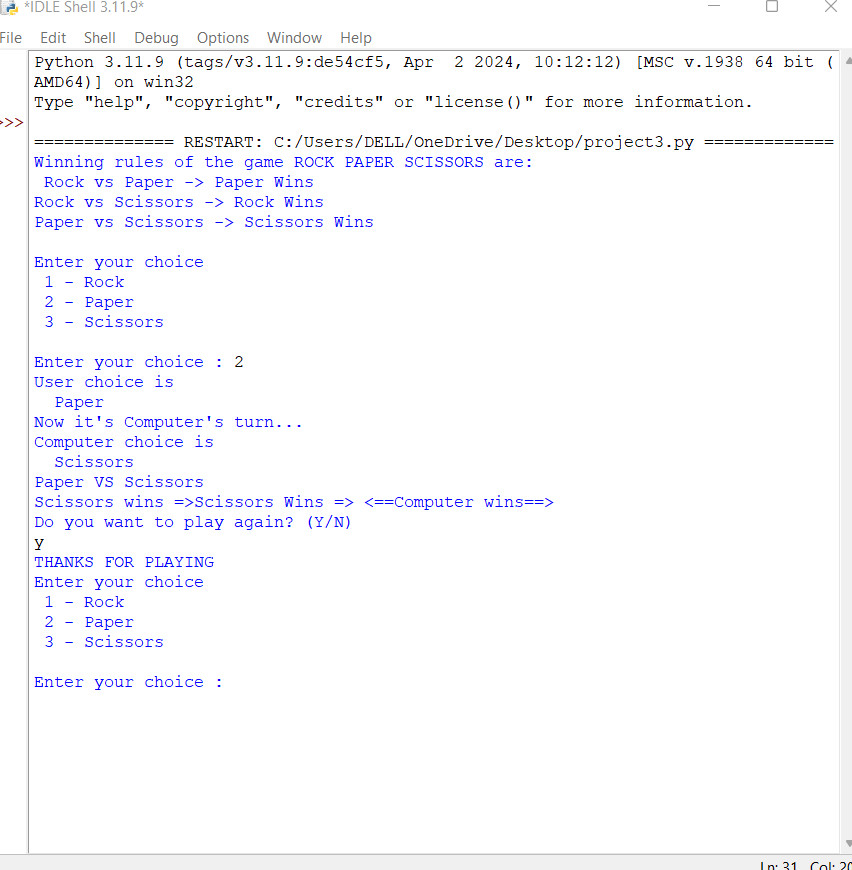 *IDLE Shell 3.11.9*
File Edit Shell Debug Options Window Help
Python 3.11.9 (tags/v3.11.9:de54cf5, Apr  2 2024, 10:12:12) [MSC v.1938 64 bit (
AMD64)] on win32
Type "help", "copyright", "credits" or "license()" for more information.
>>>
============== RESTART: C:/Users/DELL/OneDrive/Desktop/project3.py =============
Winning rules of the game ROCK PAPER SCISSORS are:
 Rock vs Paper -> Paper Wins
Rock vs Scissors -> Rock Wins
Paper vs Scissors -> Scissors Wins
Enter your choice
 1 - Rock
 2 - Paper
 3 - Scissors
Enter your choice : 2
User choice is
  Paper
Now it's Computer's turn...
Computer choice is
  Scissors
Paper VS Scissors
Scissors wins =>Scissors Wins => <==Computer wins==>
Do you want to play again? (Y/N)
y
THANKS FOR PLAYING
Enter your choice
 1 - Rock
 2 - Paper
 3 - Scissors
Enter your choice :
Ln: 31 Col: 20